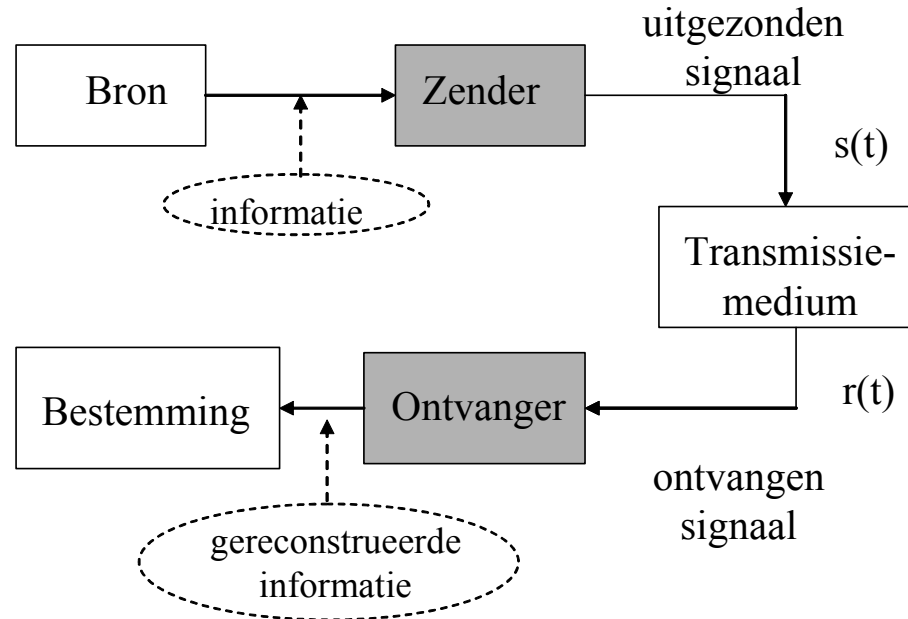 Bron
Zender
uitgezonden
signaal
s(t)
informatie
Transmissie-
medium
r(t)
Ontvanger
Bestemming
ontvangen
signaal
gereconstrueerde
informatie